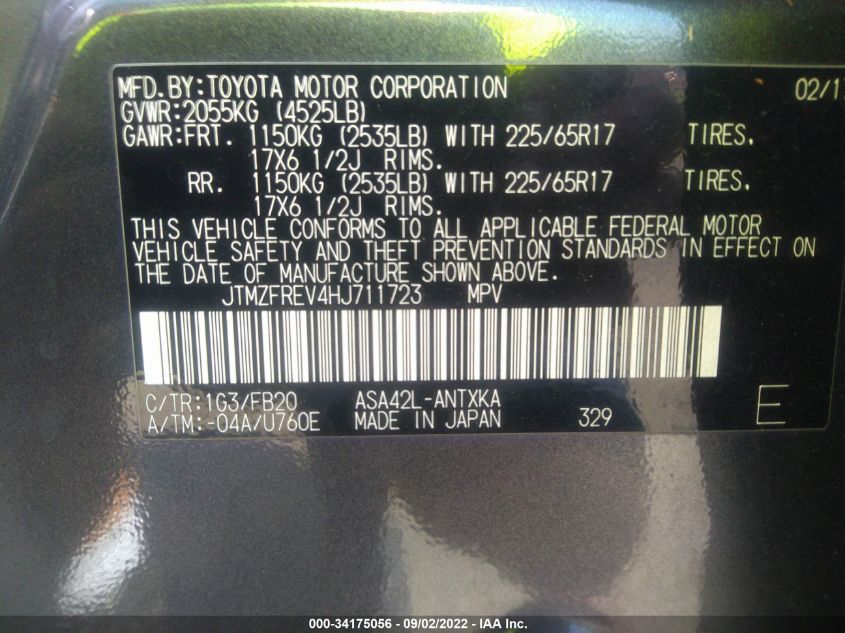 MFD.BY:TOYOTA MOTOR CORPORATION 02/17
GVWR:2055KG (4525LB)
GAWR:FRT. 1150KG (2535LB) WITH 225/65R17 TIRES.
17X6 1/2J RIMS.
RR. 1150KG (2535LB) WITH 225/65R17 TIRES.
17X6 1/2J RIMS.
THIS VEHICLE CONFORMS TO ALL APPLICABLE FEDERAL MOTOR
VEHICLE SAFETY AND THEFT PREVENTION STANDARDS IN EFFECT ON
THE DATE OF MANUFACTURE SHOWN ABOVE.
JTMZFREV4HJ711723 MPV
C/TR:1G3/FB20 ASA42L-ANTXKA
A/TM:-04A/U760E MADE IN JAPAN 329 E
000-34175056 - 09/02/2022 - IAA Inc.